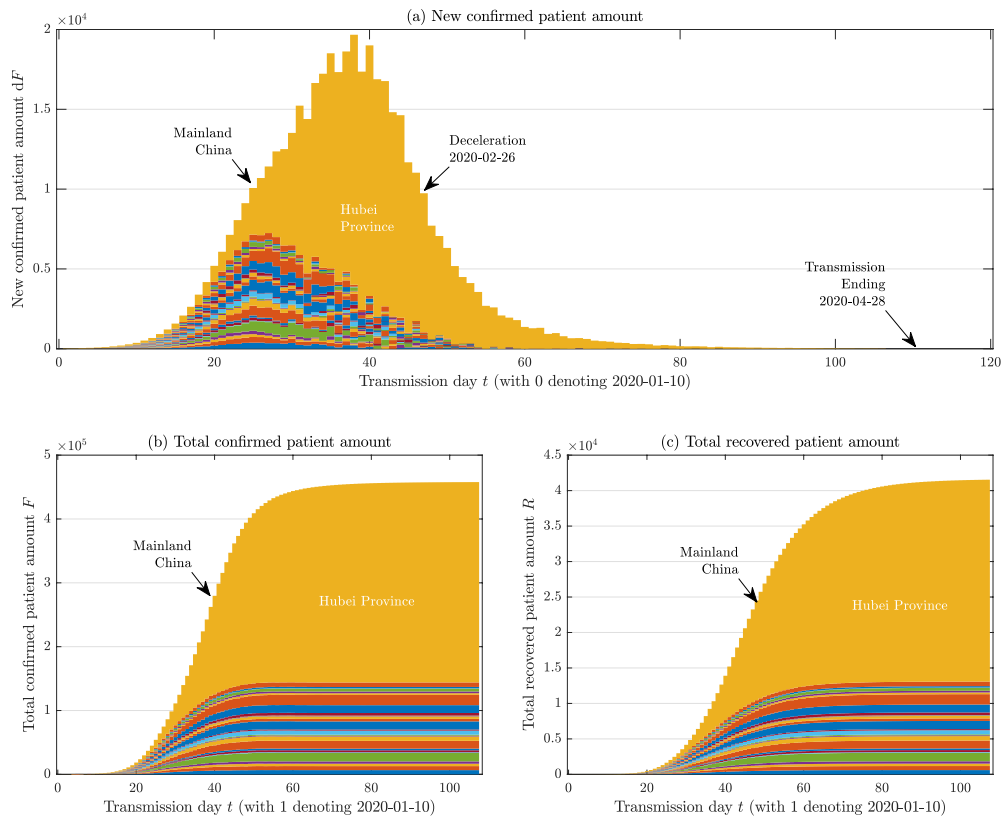 (a) New confirmed patient amount
×10⁴
2
1.5
1
0.5
0
New confirmed patient amount dF
Mainland
China
Deceleration
2020-02-26
Hubei
Province
Transmission
Ending
2020-04-28
0 20 40 60 80 100 120
Transmission day t (with 0 denoting 2020-01-10)
(b) Total confirmed patient amount
×10⁵
5
4
3
2
1
0
Total confirmed patient amount F
Mainland
China
Hubei Province
0 20 40 60 80 100
Transmission day t (with 1 denoting 2020-01-10)
(c) Total recovered patient amount
×10⁴
4.5
4
3.5
3
2.5
2
1.5
1
0.5
0
Total recovered patient amount R
Mainland
China
Hubei Province
0 20 40 60 80 100
Transmission day t (with 1 denoting 2020-01-10)